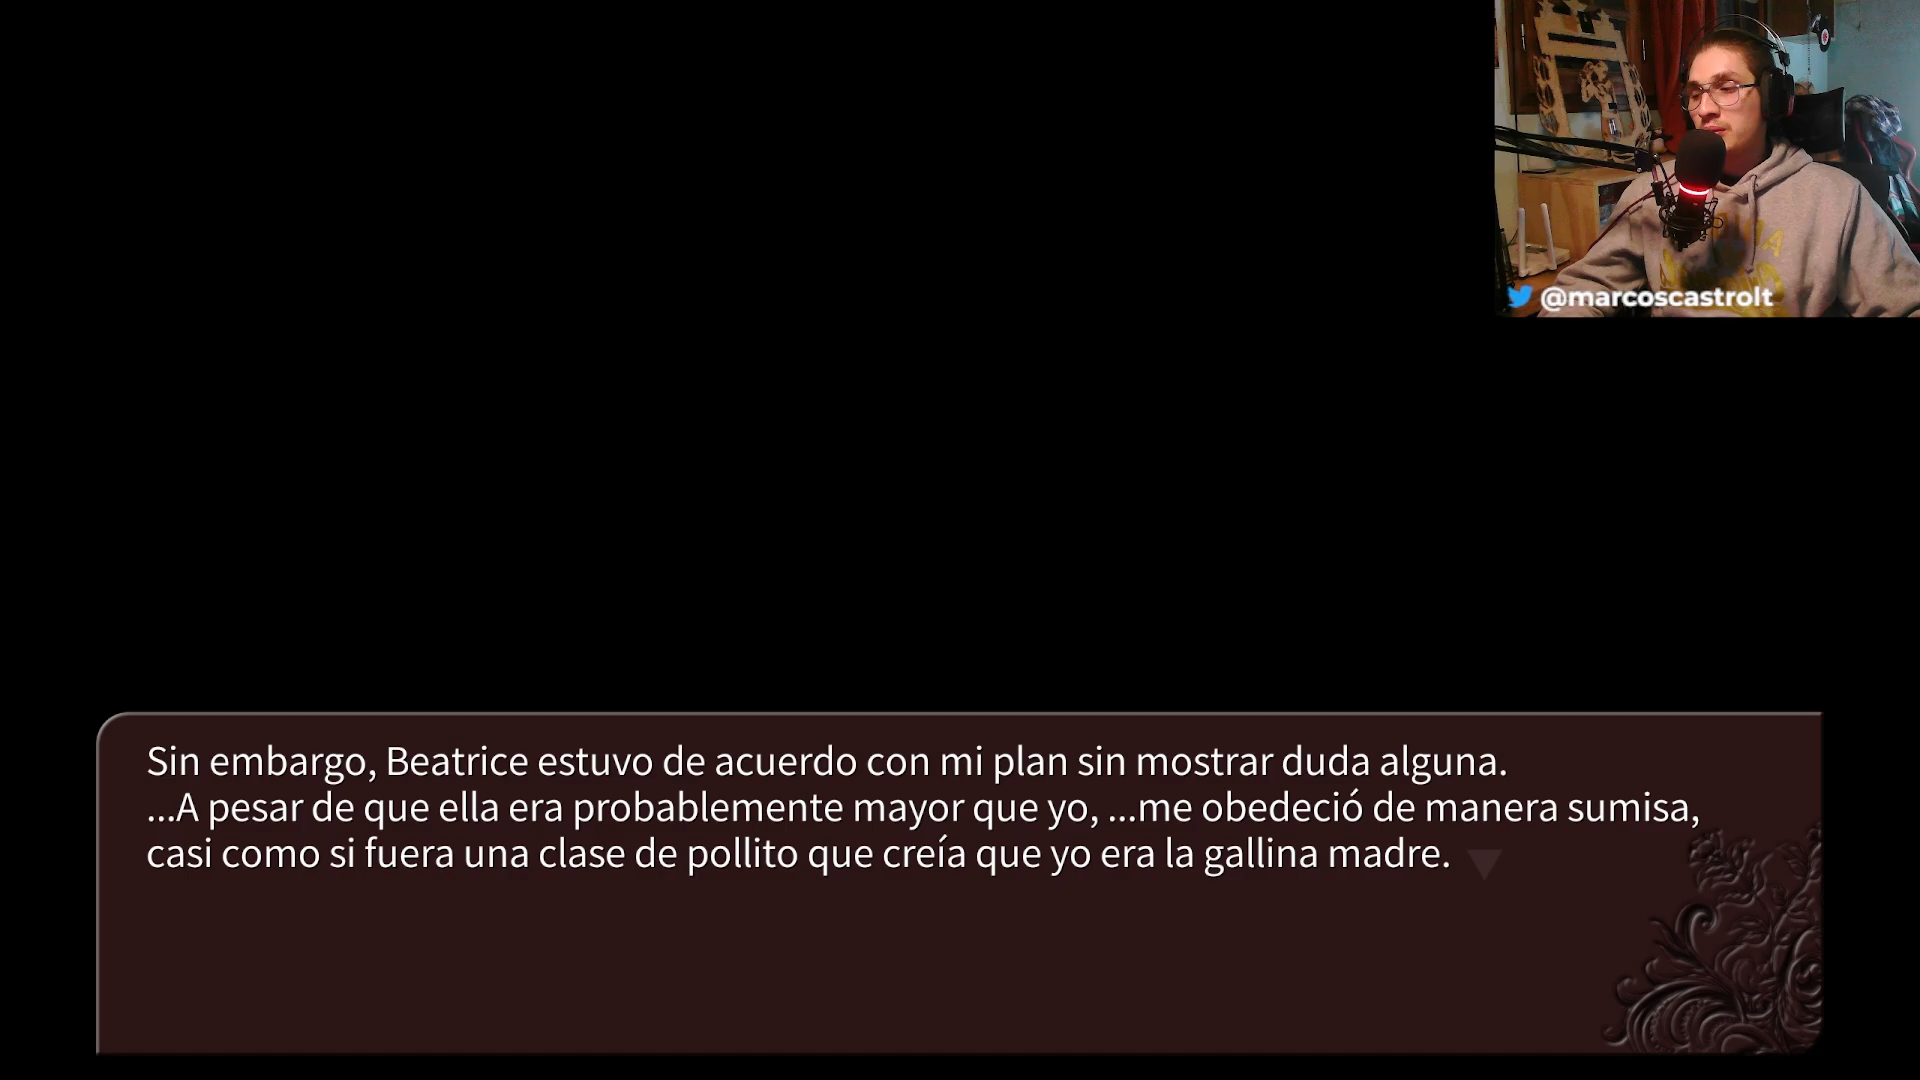 @marcoscastrolt
Sin embargo, Beatrice estuvo de acuerdo con mi plan sin mostrar duda alguna.
...A pesar de que ella era probablemente mayor que yo, ...me obedeció de manera sumisa,
casi como si fuera una clase de pollito que creía que yo era la gallina madre.